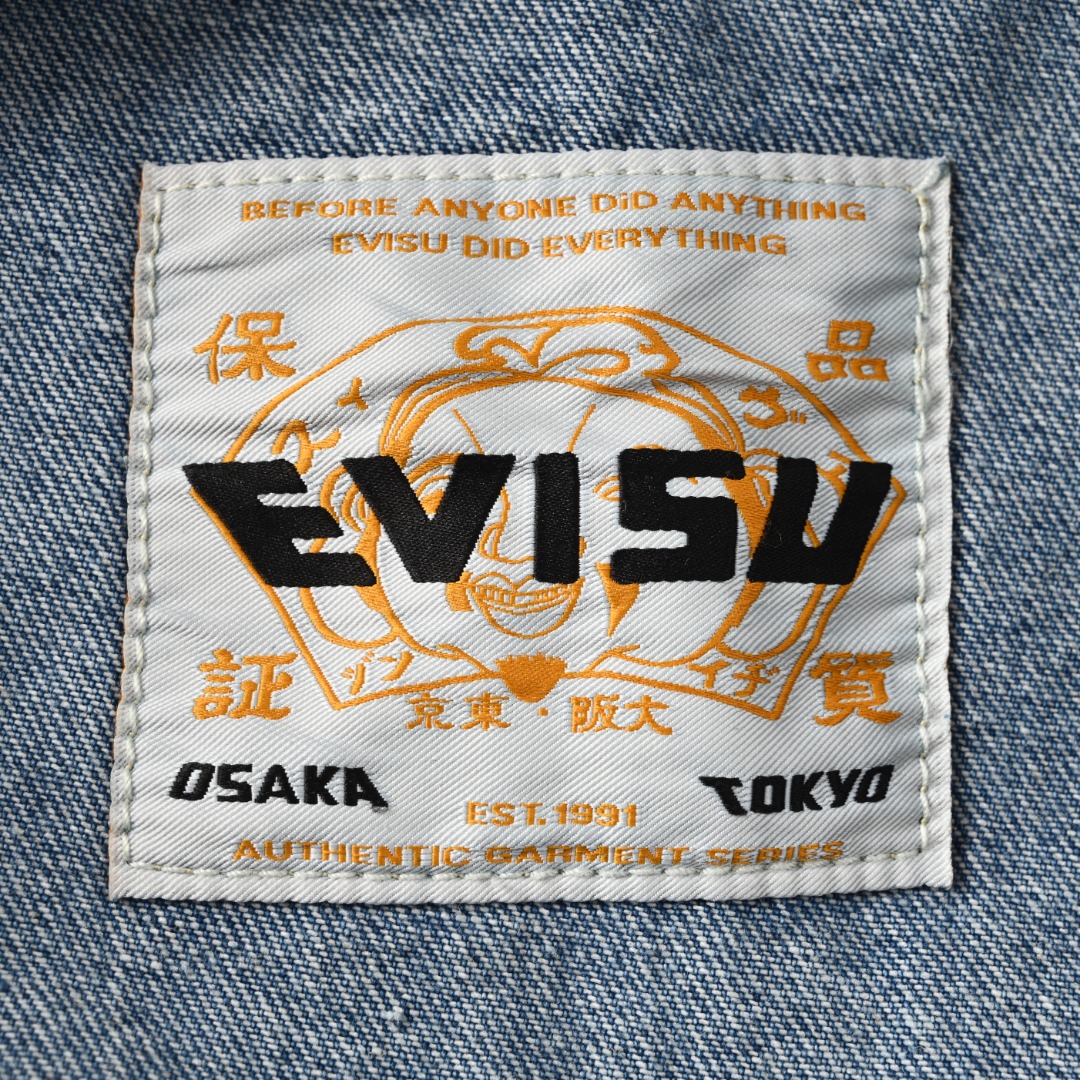 BEFORE ANYONE DiD ANYTHING
EVISU DID EVERYTHING
保 品
EVISU
証 質
京東・阪大
OSAKA TOKYO
EST.1991
AUTHENTIC GARMENT SERIES